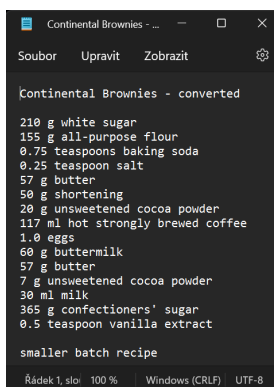 Continental Brownies - ...
Soubor Upravit Zobrazit
Continental Brownies - converted
210 g white sugar
155 g all-purpose flour
0.75 teaspoons baking soda
0.25 teaspoon salt
57 g butter
50 g shortening
20 g unsweetened cocoa powder
117 ml hot strongly brewed coffee
1.0 eggs
60 g buttermilk
57 g butter
7 g unsweetened cocoa powder
30 ml milk
365 g confectioners' sugar
0.5 teaspoon vanilla extract
smaller batch recipe
Řádek 1, slou 100 % Windows (CRLF) UTF-8